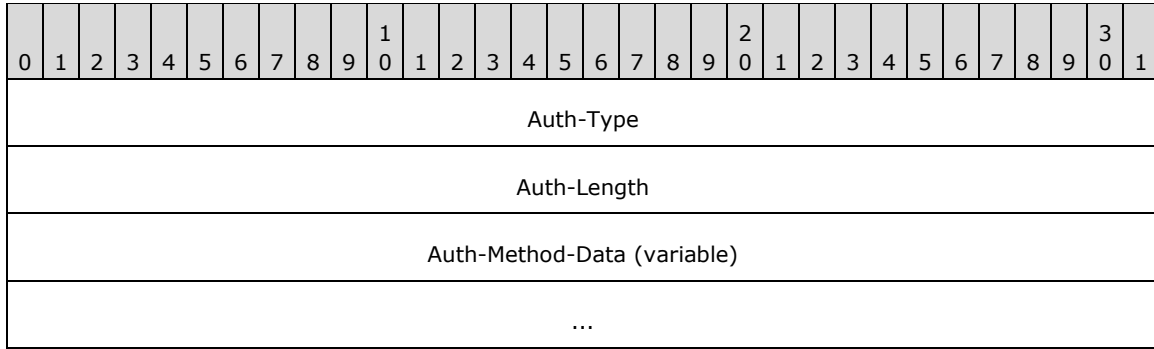 1 2 3
0 1 2 3 4 5 6 7 8 9 0 1 2 3 4 5 6 7 8 9 0 1 2 3 4 5 6 7 8 9 0 1
Auth-Type
Auth-Length
Auth-Method-Data (variable)
...